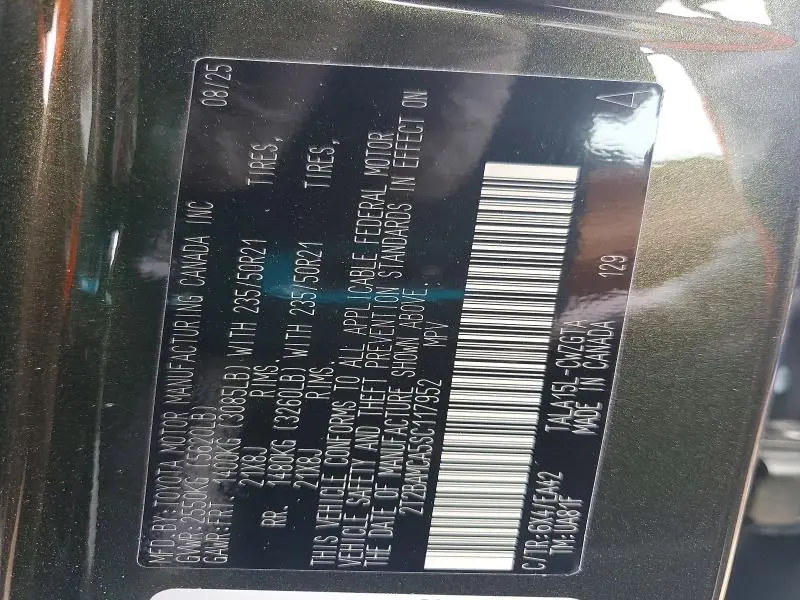 MFD.BY:TOYOTA MOTOR MANUFACTURING CANADA INC 08/25
GVWR:2550KG (5620LB)
GAWR:FRT. 1400KG (3085LB) WITH 235/50R21 TIRES,
21X8J RIMS.
RR. 1480KG (3260LB) WITH 235/50R21 TIRES,
21X8J RIMS.
THIS VEHICLE CONFORMS TO ALL APPLICABLE FEDERAL MOTOR
VEHICLE SAFETY AND THEFT PREVENTION STANDARDS IN EFFECT ON
THE DATE OF MANUFACTURE SHOWN ABOVE.
2T2BAMCA5SC117952 MPV
A
C/TR:6X4/EA42 TALA15L-CWZGTA 129
TM:UA81F MADE IN CANADA